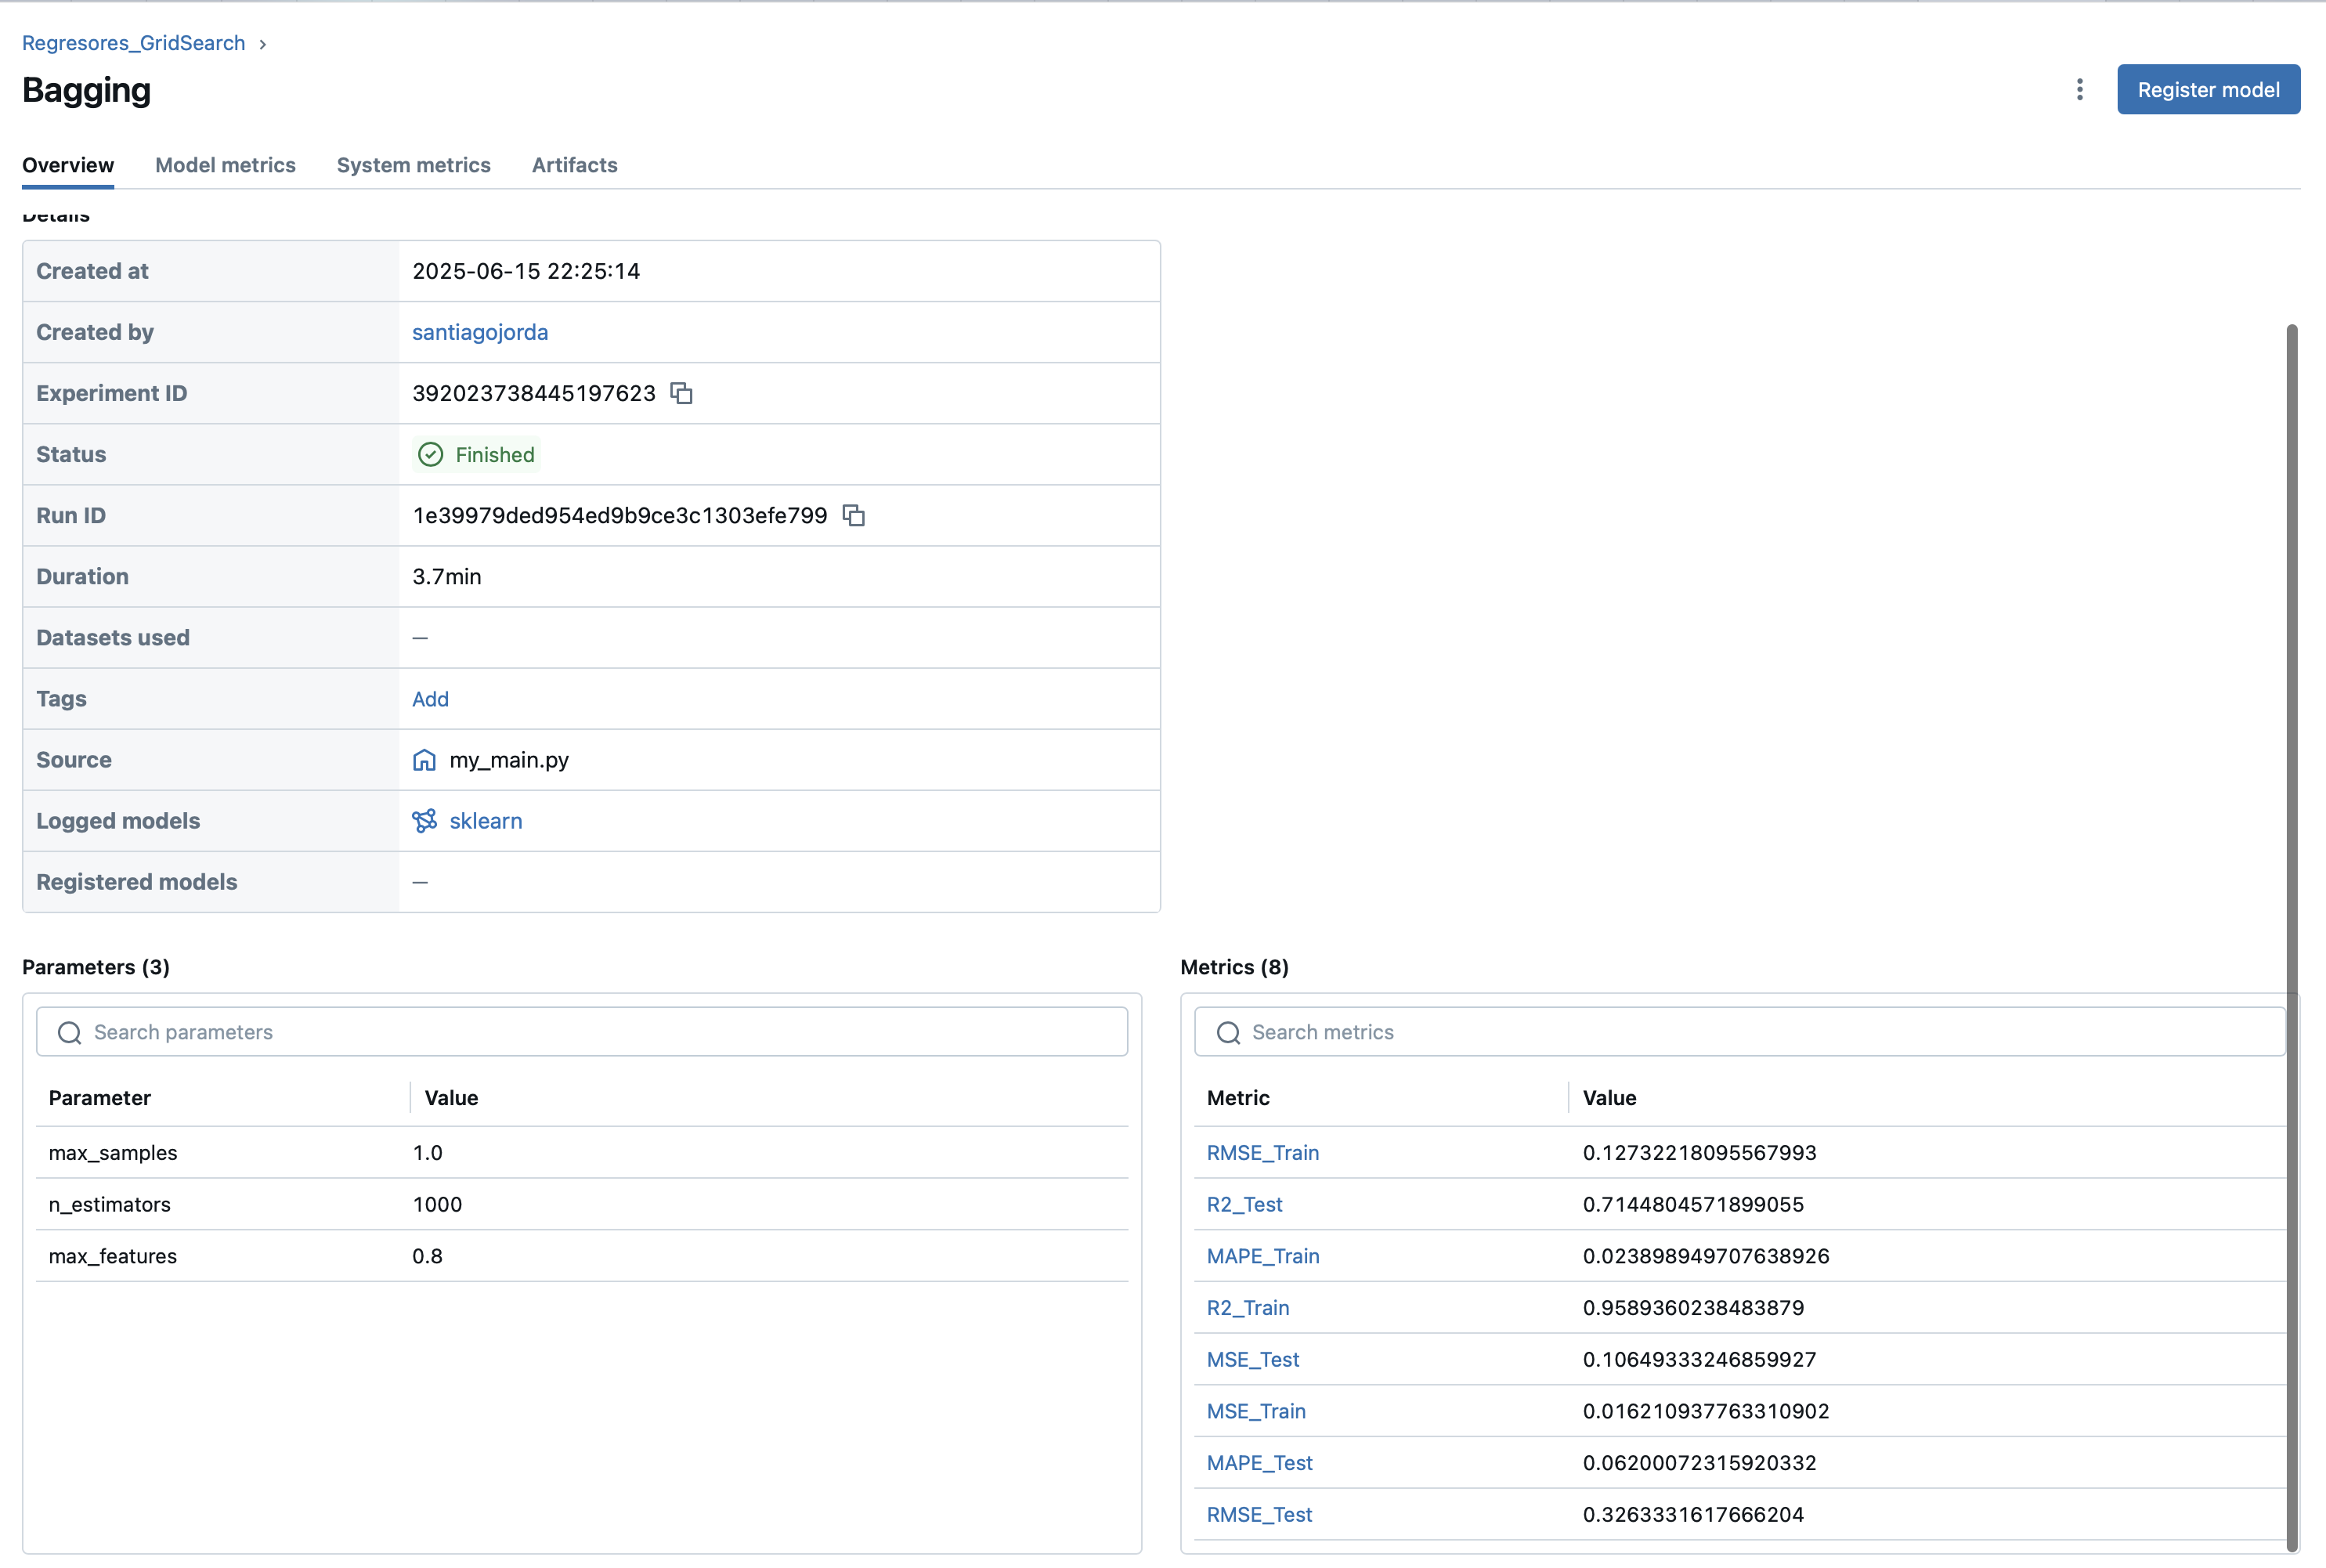 Regresores_GridSearch
Bagging
Register model
Overview Model metrics System metrics Artifacts
Details
Created at 2025-06-15 22:25:14
Created by santiagojorda
Experiment ID 392023738445197623
Status Finished
Run ID 1e39979ded954ed9b9ce3c1303efe799
Duration 3.7min
Datasets used —
Tags Add
Source my_main.py
Logged models sklearn
Registered models —
Parameters (3)
Search parameters
Parameter Value
max_samples 1.0
n_estimators 1000
max_features 0.8
Metrics (8)
Search metrics
Metric Value
RMSE_Train 0.12732218095567993
R2_Test 0.7144804571899055
MAPE_Train 0.023898949707638926
R2_Train 0.9589360238483879
MSE_Test 0.10649333246859927
MSE_Train 0.016210937763310902
MAPE_Test 0.06200072315920332
RMSE_Test 0.3263331617666204